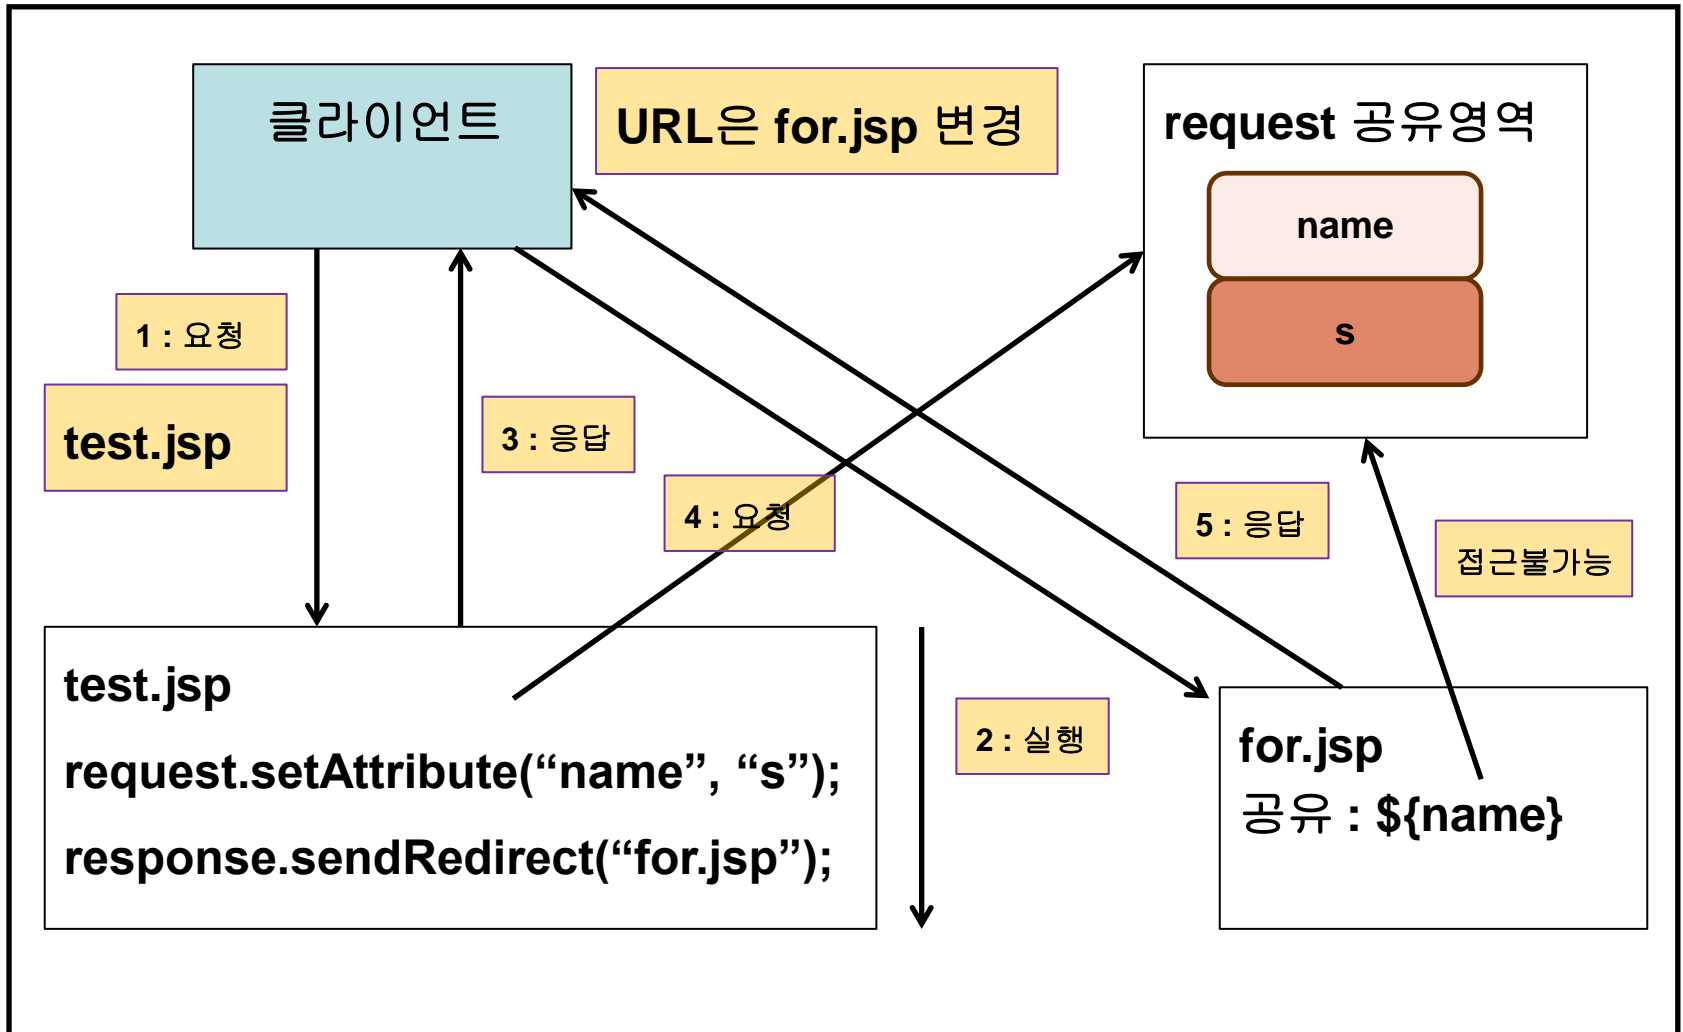 클라이언트
URL은 for.jsp 변경
request 공유영역
name
s
1 : 요청
test.jsp
3 : 응답
4 : 요청
5 : 응답
접근불가능
test.jsp
request.setAttribute(“name”, “s”);
response.sendRedirect(“for.jsp”);
2 : 실행
for.jsp
공유 : ${name}